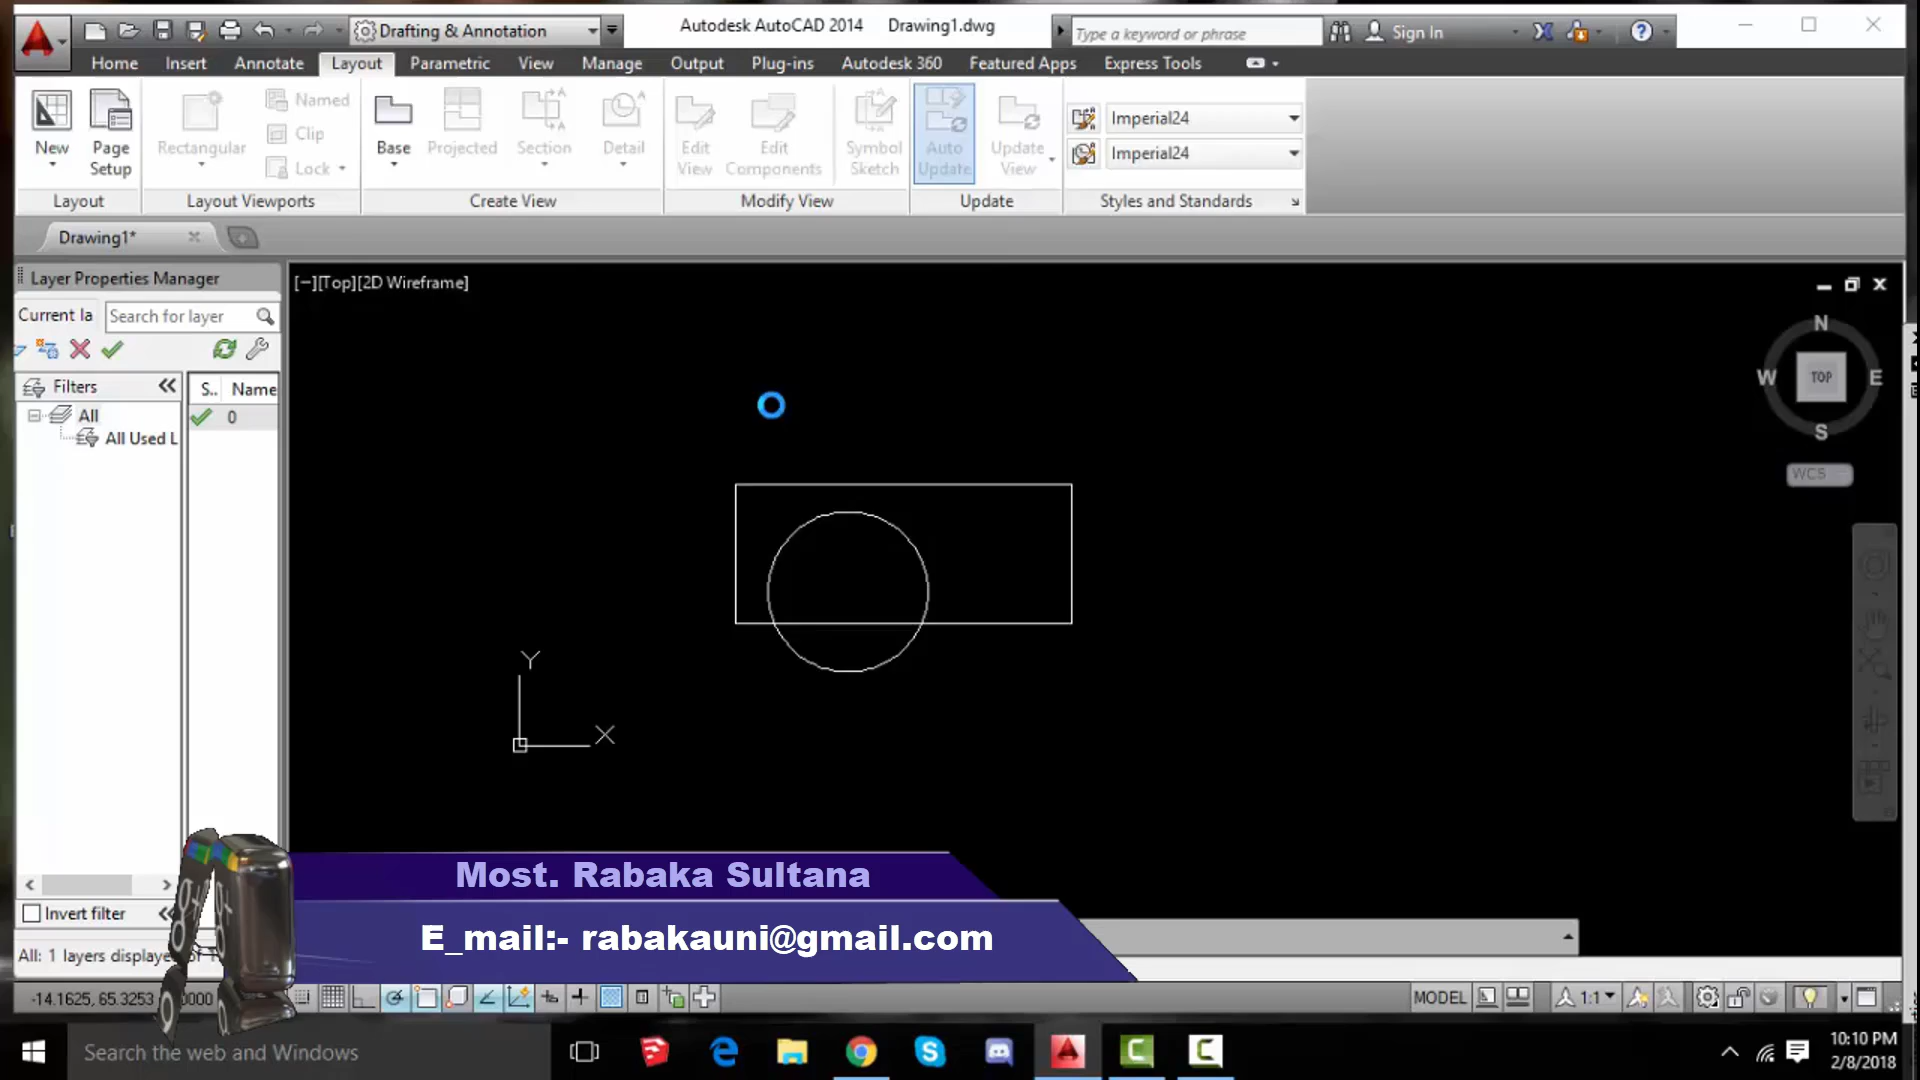 Drafting & Annotation
Autodesk AutoCAD 2014 Drawing1.dwg
Type a keyword or phrase
Sign In
Home Insert Annotate Layout Parametric View Manage Output Plug-ins Autodesk 360 Featured Apps Express Tools
New
Page Setup
Rectangular
Named
Clip
Lock
Base
Projected
Section
Detail
Edit View
Edit Components
Symbol Sketch
Auto Update
Update View
Imperial24
Imperial24
Layout Layout Viewports Create View Modify View Update Styles and Standards
Drawing1*
Layer Properties Manager
Current la
Search for layer
Filters
S.. Name
All
0
All Used L
Invert filter
[−][Top][2D Wireframe]
N
W TOP E
S
WCS
Y
X
Most. Rabaka Sultana
E_mail:- rabakauni@gmail.com
All: 1 layers displaye
-14.1625, 65.3253
0000
MODEL
1:1
Search the web and Windows
10:10 PM
2/8/2018